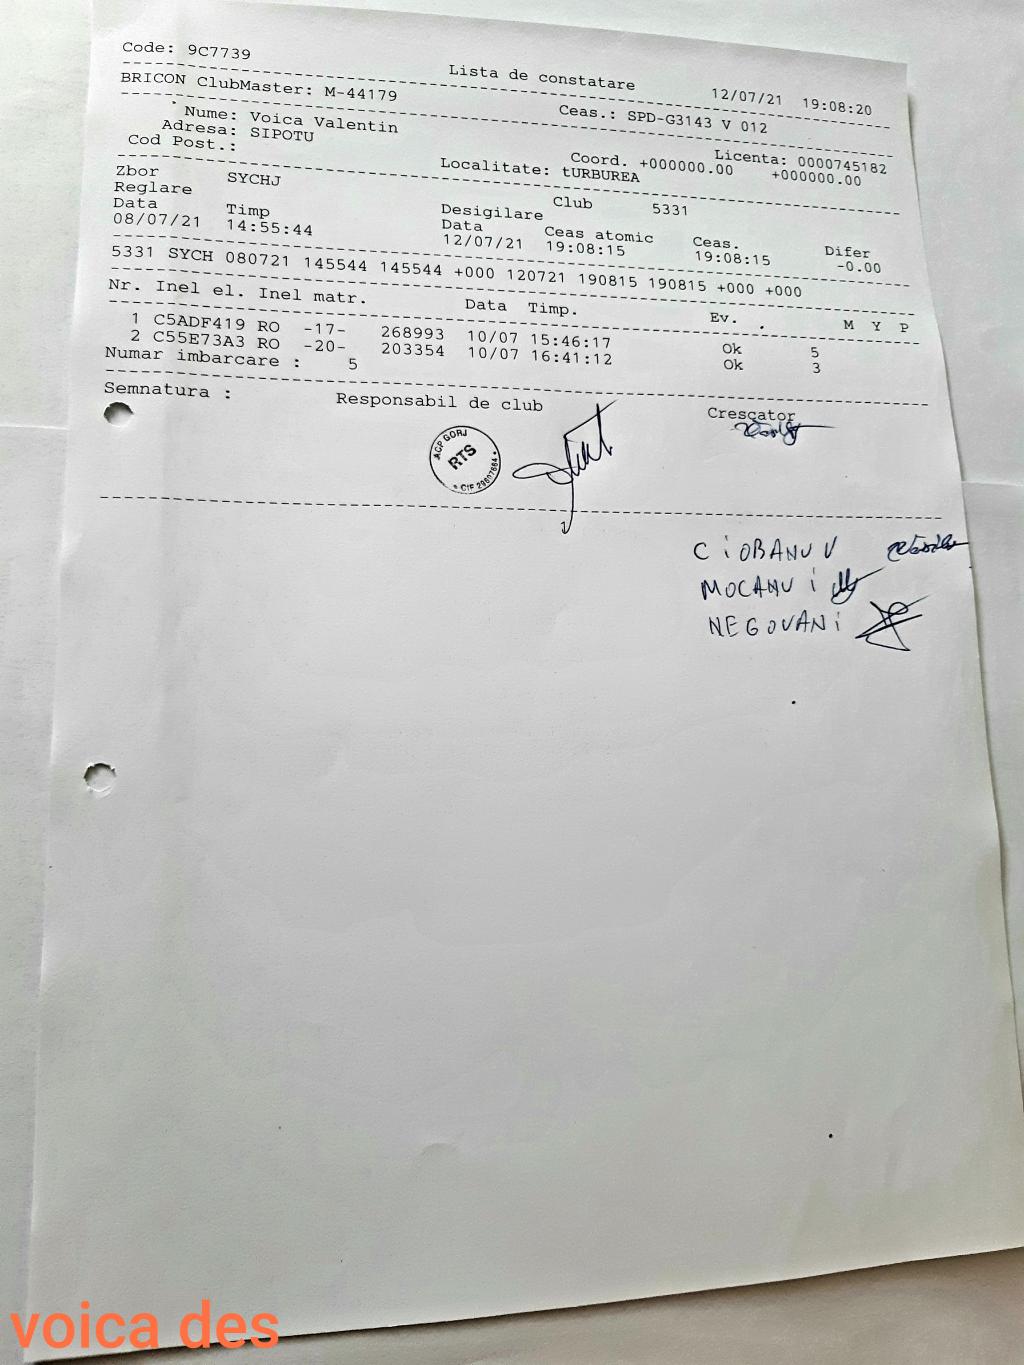 Code: 9C7739
Lista de constatare 12/07/21 19:08:20
BRICON ClubMaster: M-44179 Ceas.: SPD-G3143 V 012
Nume: Voica Valentin Licenta: 0000745182
Adresa: SIPOTU Coord. +000000.00 +000000.00
Cod Post.: Localitate: tURBUREA
Zbor SYCHJ Club 5331
Reglare Desigilare
Data Timp Data Ceas atomic Ceas. Difer
08/07/21 14:55:44 12/07/21 19:08:15 19:08:15 -0.00
5331 SYCH 080721 145544 145544 +000 120721 190815 190815 +000 +000
Nr. Inel el. Inel matr. Data Timp. Ev. M Y P
1 C5ADF419 RO -17- 268993 10/07 15:46:17 Ok 5
2 C55E73A3 RO -20- 203354 10/07 16:41:12 Ok 3
Numar imbarcare : 5
Semnatura : Responsabil de club Crescator
ACP GORJ
RTS
* CIF 29607664 *
CiOBANU V
MOCANU i
NEGOVAN i
voica des